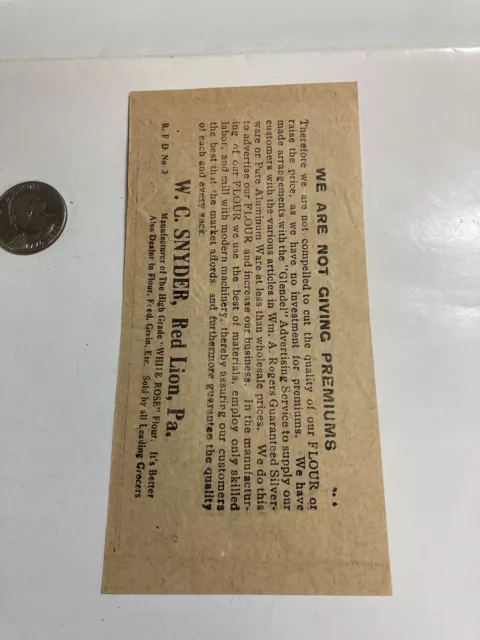 No. 4
WE ARE NOT GIVING PREMIUMS
Therefore we are not compelled to cut the quality of our FLOUR or
raise the price, as we have no investment for premiums. We have
made arrangements with the "Glendel" Advertising Service to supply our
customers with the various articles in Wm. A. Rogers Guaranteed Silver-
ware or Pure Aluminum Ware at less than wholesale prices. We do this
to advertise our FLOUR and increase our business. In the manufactur-
ing of our FLOUR we use the best of materials, employ only skilled
labor, and mill with modern machinery, thereby assuring our customers
the best that the market affords and furthermore guarantee the quality
of each and every sack
W. C. SNYDER, Red Lion, Pa.
R. F D. No. 3
Manufacturer of The High Grade "WHITE ROSE" Flour. It's Better
Also Dealer in Flour, Feed, Grain, Etc. Sold by all Leading Grocers